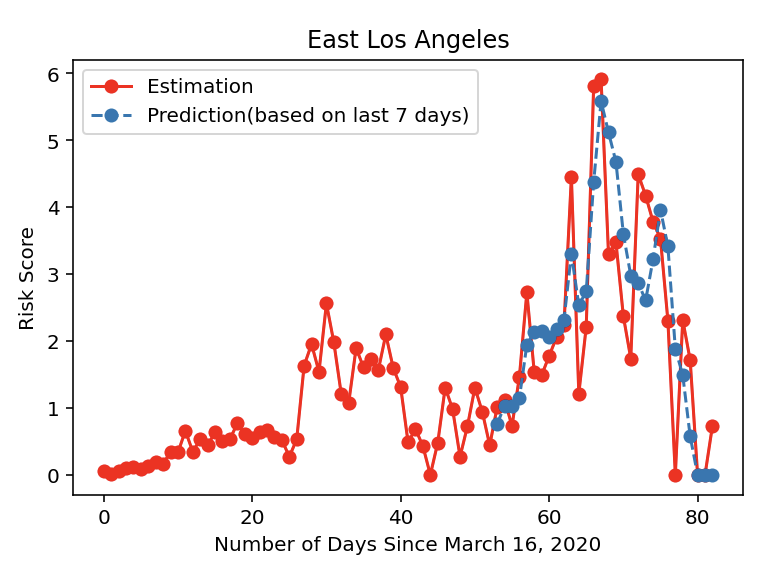 East Los Angeles
Estimation
Prediction(based on last 7 days)
Risk Score
6
5
4
3
2
1
0
0 20 40 60 80
Number of Days Since March 16, 2020